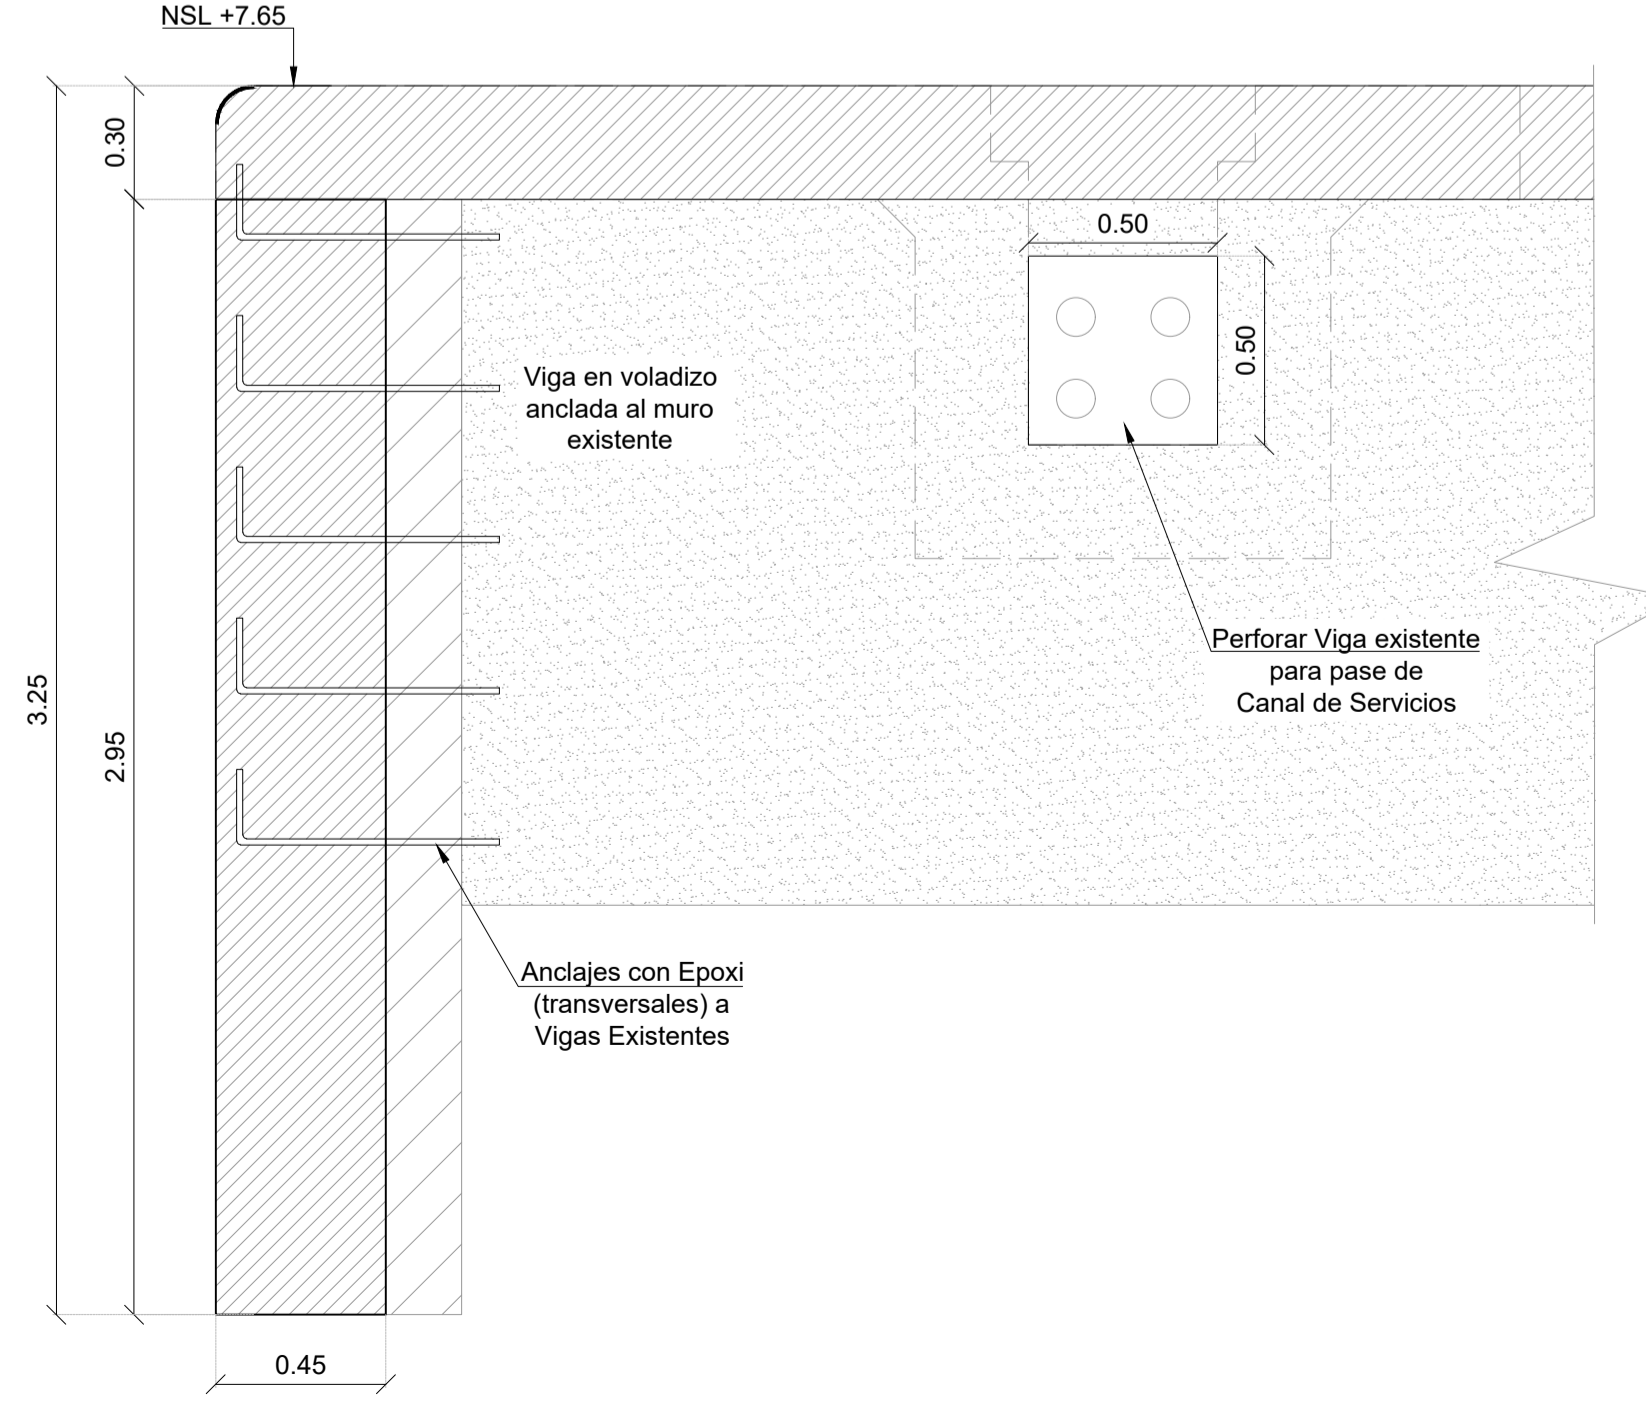 NSL +7.65
0.30
0.50
0.50
Viga en voladizo
anclada al muro
existente
Perforar Viga existente
para pase de
Canal de Servicios
3.25
2.95
Anclajes con Epoxi
(transversales) a
Vigas Existentes
0.45